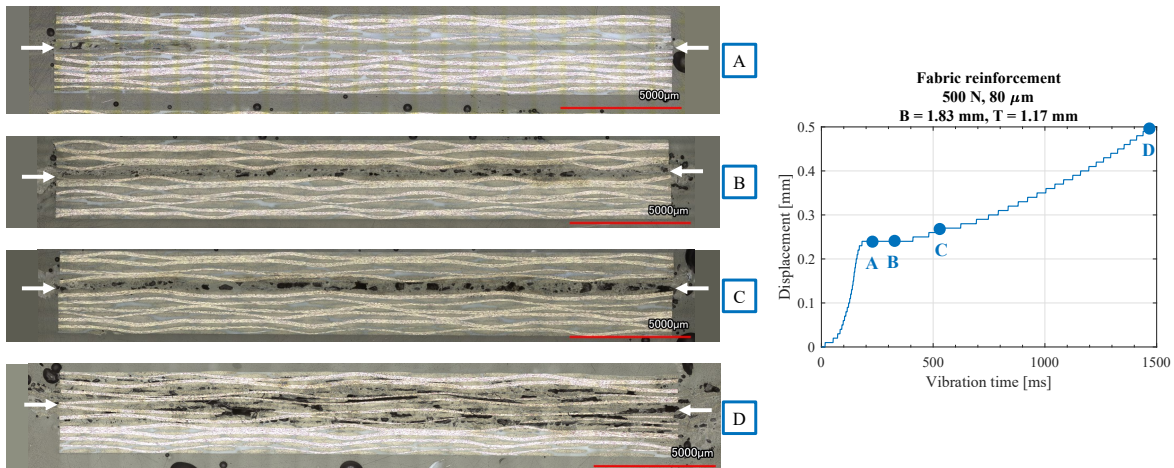 A
5000μm
B
5000μm
C
5000μm
D
5000μm
Fabric reinforcement
500 N, 80 μm
B = 1.83 mm, T = 1.17 mm
Displacement [mm]
0.5
0.4
0.3
0.2
0.1
0
A
B
C
D
0
500
1000
1500
Vibration time [ms]